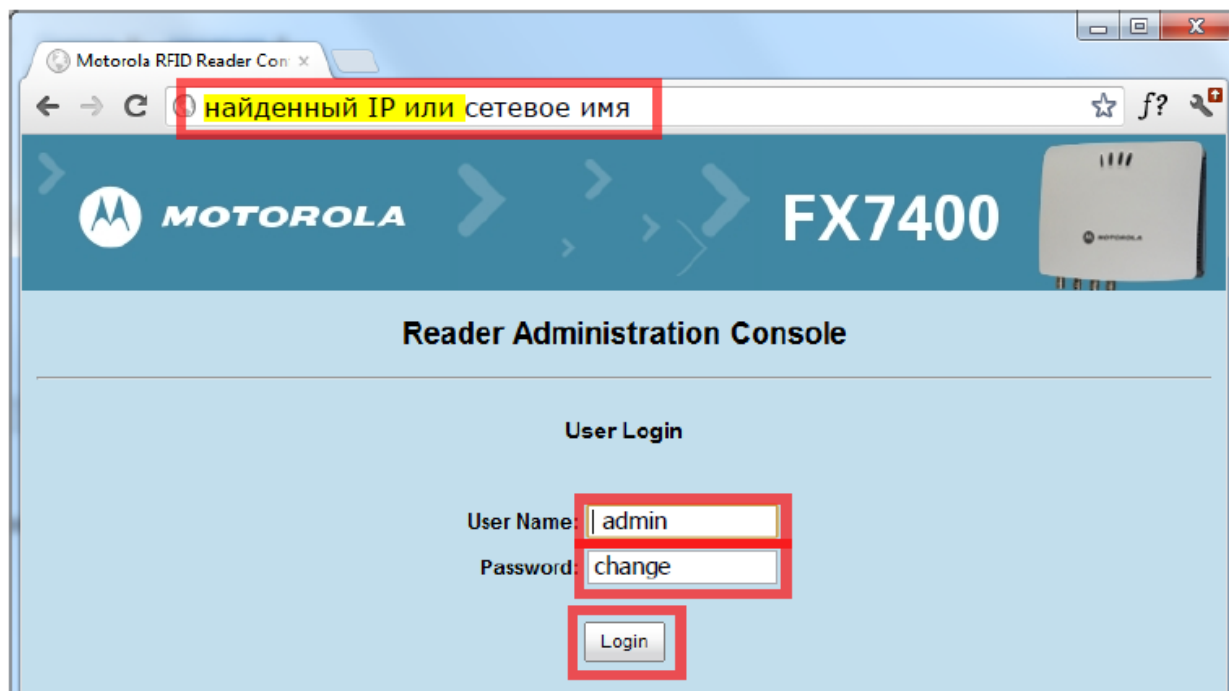 Motorola RFID Reader Con
найденный IP или сетевое имя
f?
MOTOROLA
FX7400
MOTOROLA
Reader Administration Console
User Login
User Name: admin
Password: change
Login